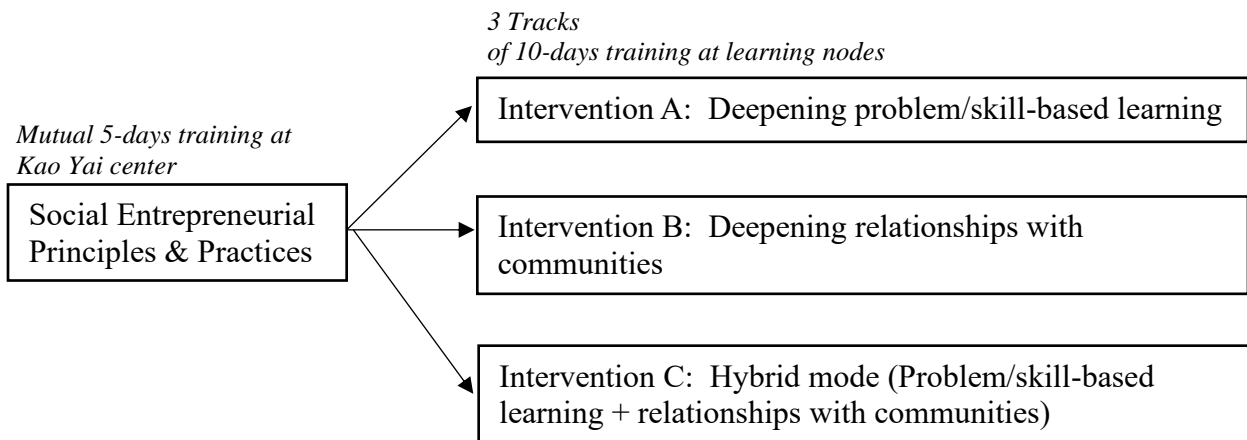 3 Tracks
of 10-days training at learning nodes
Intervention A:  Deepening problem/skill-based learning
Mutual 5-days training at
Kao Yai center
Social Entrepreneurial
Principles & Practices
Intervention B:  Deepening relationships with
communities
Intervention C:  Hybrid mode (Problem/skill-based
learning + relationships with communities)